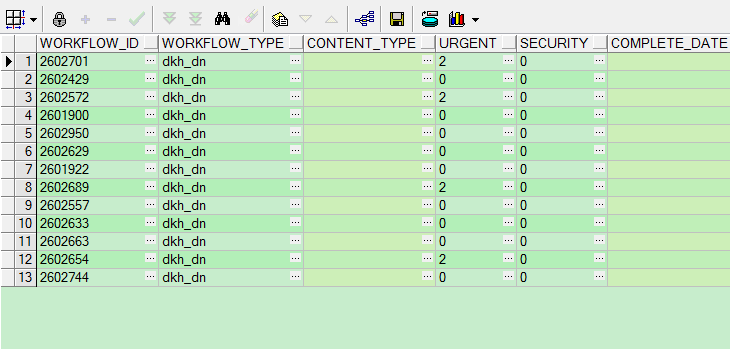 WORKFLOW_ID WORKFLOW_TYPE CONTENT_TYPE URGENT SECURITY COMPLETE_DATE
1 2602701 ... dkh_dn ... ... 2 ... 0 ...
2 2602429 ... dkh_dn ... ... 0 ... 0 ...
3 2602572 ... dkh_dn ... ... 2 ... 0 ...
4 2601900 ... dkh_dn ... ... 0 ... 0 ...
5 2602950 ... dkh_dn ... ... 0 ... 0 ...
6 2602629 ... dkh_dn ... ... 0 ... 0 ...
7 2601922 ... dkh_dn ... ... 0 ... 0 ...
8 2602689 ... dkh_dn ... ... 2 ... 0 ...
9 2602557 ... dkh_dn ... ... 0 ... 0 ...
10 2602633 ... dkh_dn ... ... 0 ... 0 ...
11 2602663 ... dkh_dn ... ... 0 ... 0 ...
12 2602654 ... dkh_dn ... ... 2 ... 0 ...
13 2602744 ... dkh_dn ... ... 0 ... 0 ...